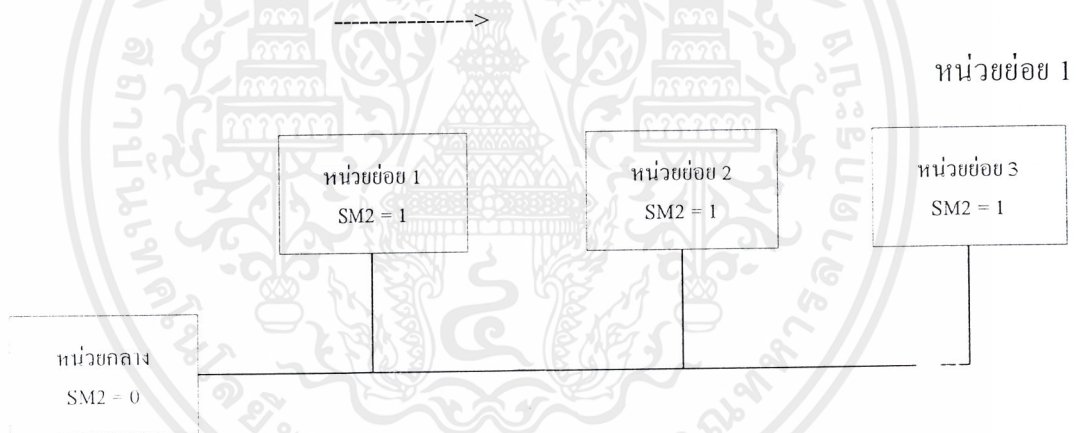 ---------------->
หน่วยย่อย 1
หน่วยย่อย 1
SM2 = 1
หน่วยย่อย 2
SM2 = 1
หน่วยย่อย 3
SM2 = 1
หน่วยกลาง
SM2 = 0